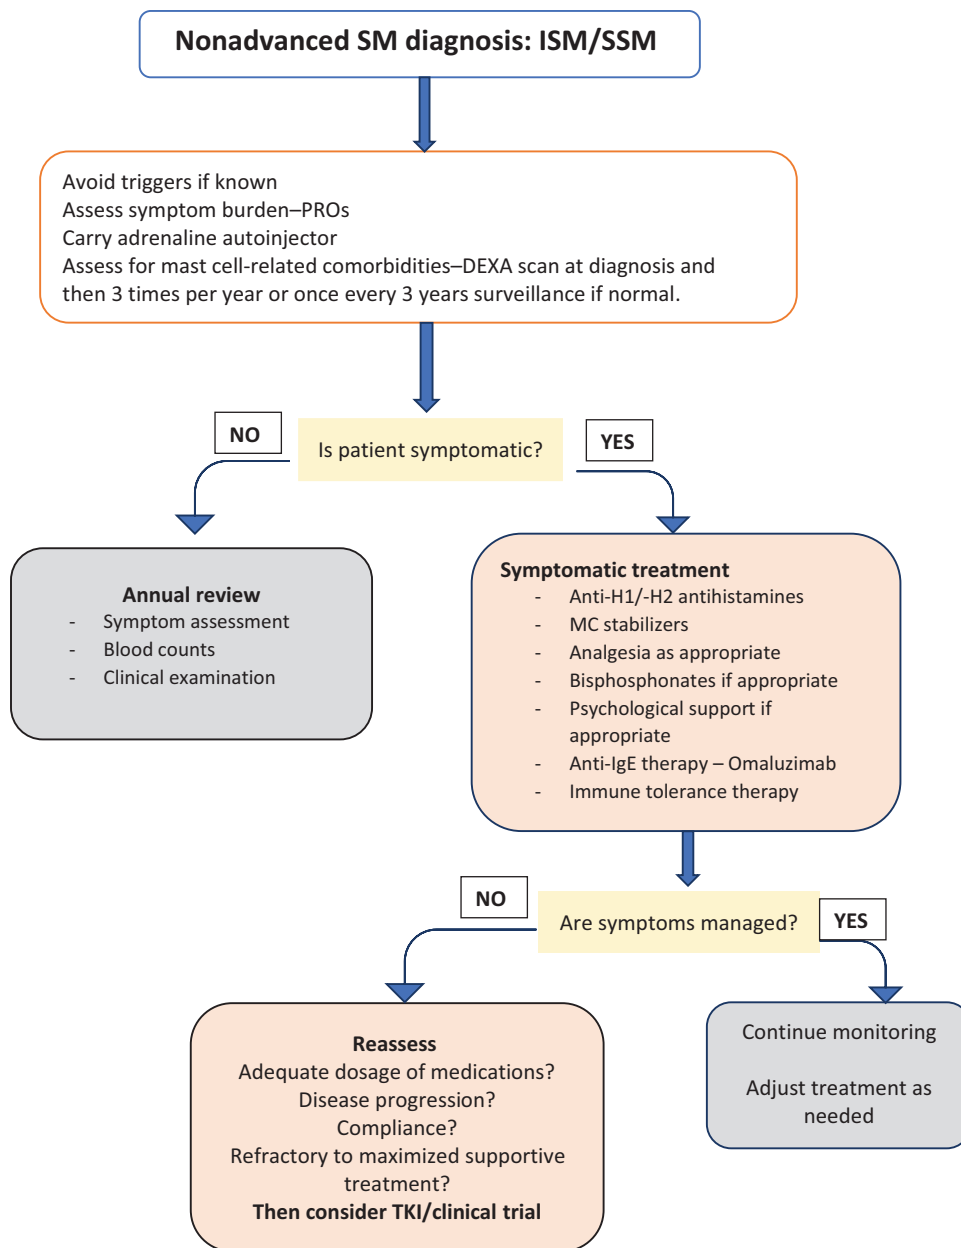 Nonadvanced SM diagnosis: ISM/SSM
Avoid triggers if known
Assess symptom burden–PROs
Carry adrenaline autoinjector
Assess for mast cell-related comorbidities–DEXA scan at diagnosis and
then 3 times per year or once every 3 years surveillance if normal.
NO
Is patient symptomatic?
YES
Annual review
- Symptom assessment
- Blood counts
- Clinical examination
Symptomatic treatment
- Anti-H1/-H2 antihistamines
- MC stabilizers
- Analgesia as appropriate
- Bisphosphonates if appropriate
- Psychological support if
appropriate
- Anti-IgE therapy – Omaluzimab
- Immune tolerance therapy
NO
Are symptoms managed?
YES
Reassess
Adequate dosage of medications?
Disease progression?
Compliance?
Refractory to maximized supportive
treatment?
Then consider TKI/clinical trial
Continue monitoring
Adjust treatment as
needed